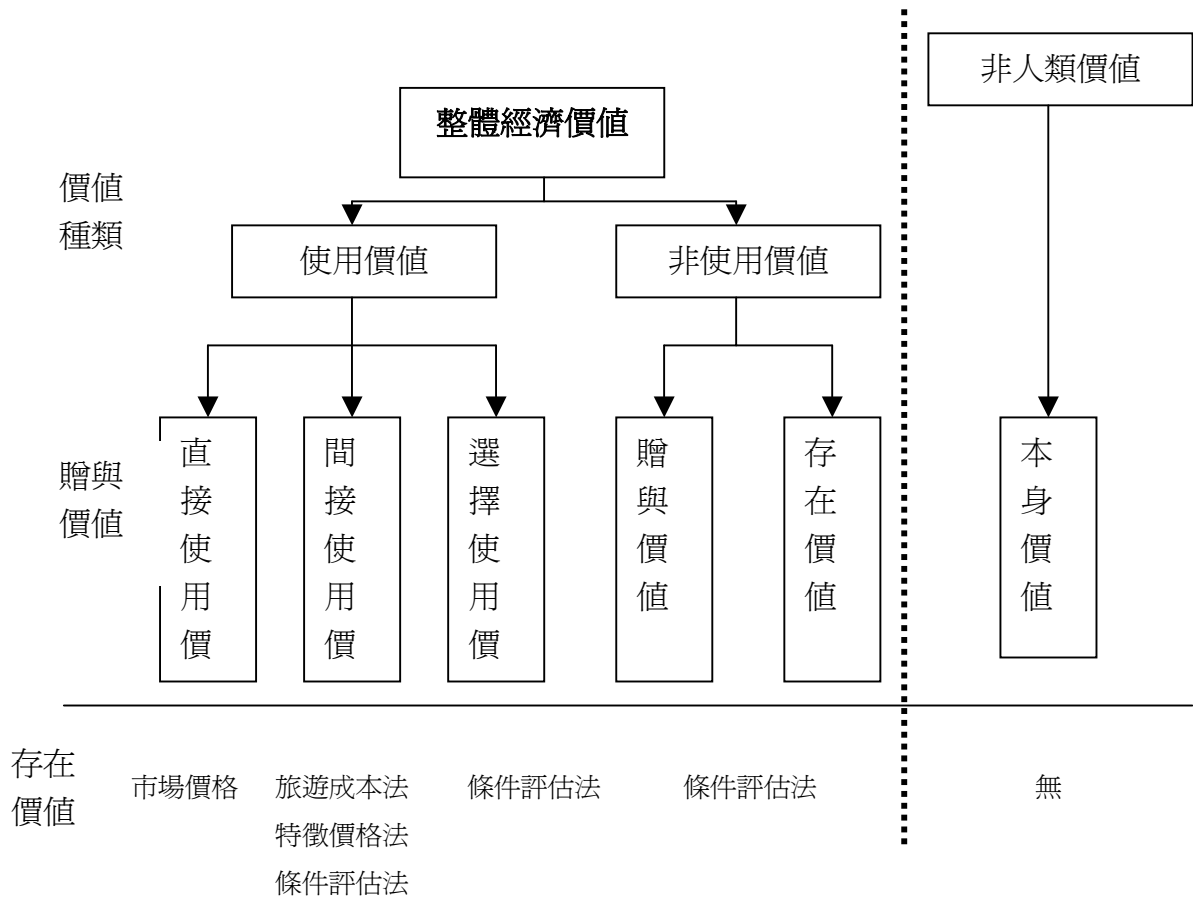 非人類價值
整體經濟價值
價值
種類
使用價值
非使用價值
贈與
價值
直接使用價
間接使用價
選擇使用價
贈與價值
存在價值
本身價值
存在
價值
市場價格
旅遊成本法
特徵價格法
條件評估法
條件評估法
條件評估法
無